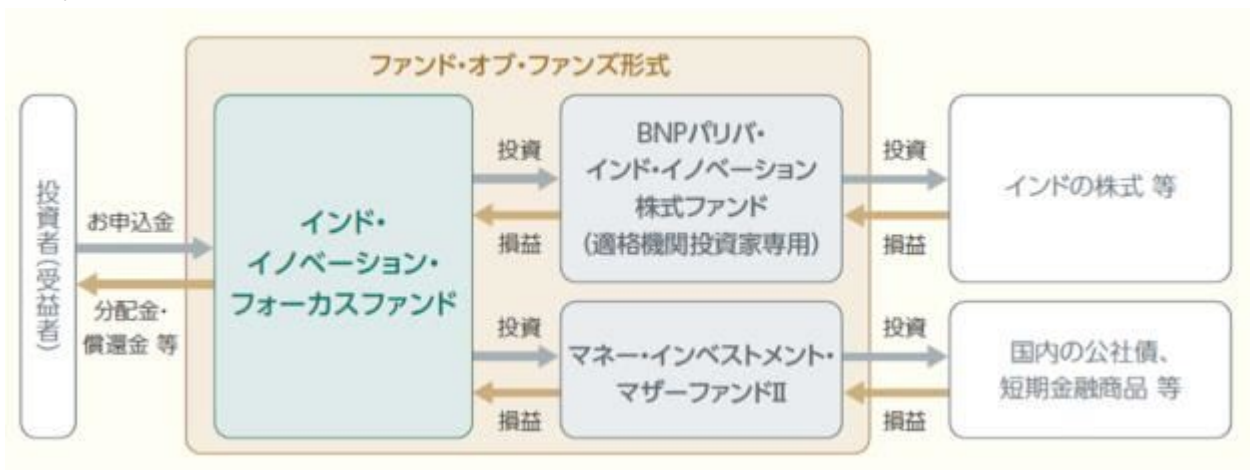 ファンド・オブ・ファンズ形式
投資者(受益者)
お申込金
分配金・
償還金 等
インド・
イノベーション・
フォーカスファンド
投資
損益
BNPパリバ・
インド・イノベーション
株式ファンド
(適格機関投資家専用)
投資
損益
インドの株式 等
投資
損益
マネー・インベストメント・
マザーファンドⅡ
投資
損益
国内の公社債、
短期金融商品 等